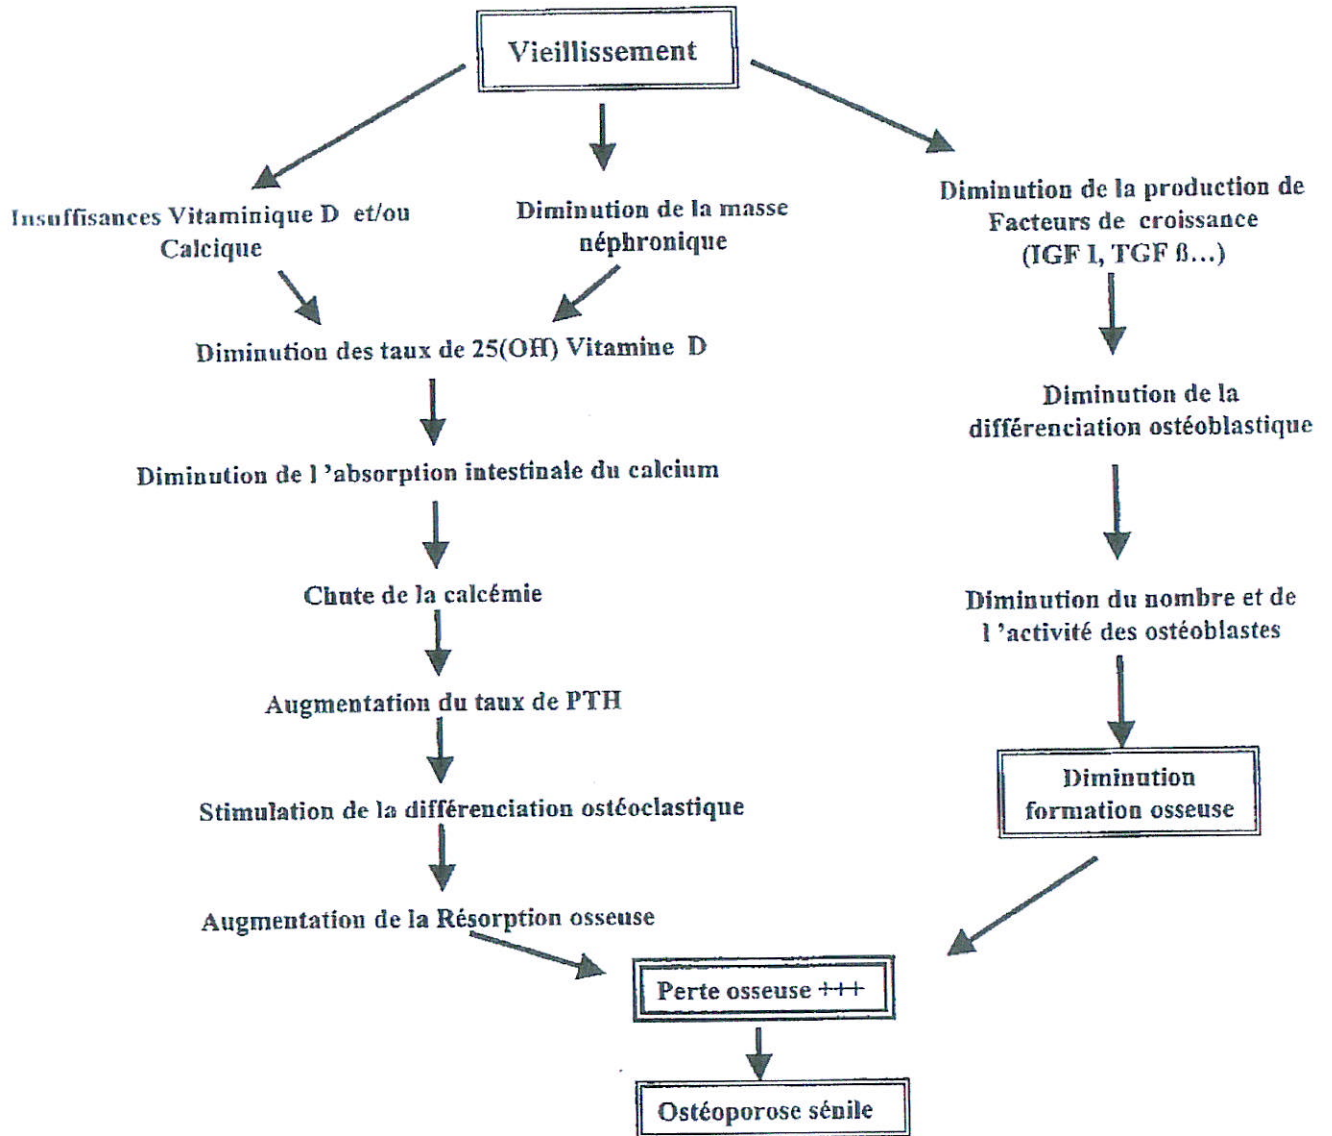 Vieillissement
Insuffisances Vitaminique D et/ou
Calcique
Diminution de la masse
néphronique
Diminution de la production de
Facteurs de croissance
(IGF I, TGF ß...)
Diminution des taux de 25(OH) Vitamine D
Diminution de la
différenciation ostéoblastique
Diminution de l 'absorption intestinale du calcium
Chute de la calcémie
Diminution du nombre et de
l 'activité des ostéoblastes
Augmentation du taux de PTH
Diminution
formation osseuse
Stimulation de la différenciation ostéoclastique
Augmentation de la Résorption osseuse
Perte osseuse +++
Ostéoporose sénile